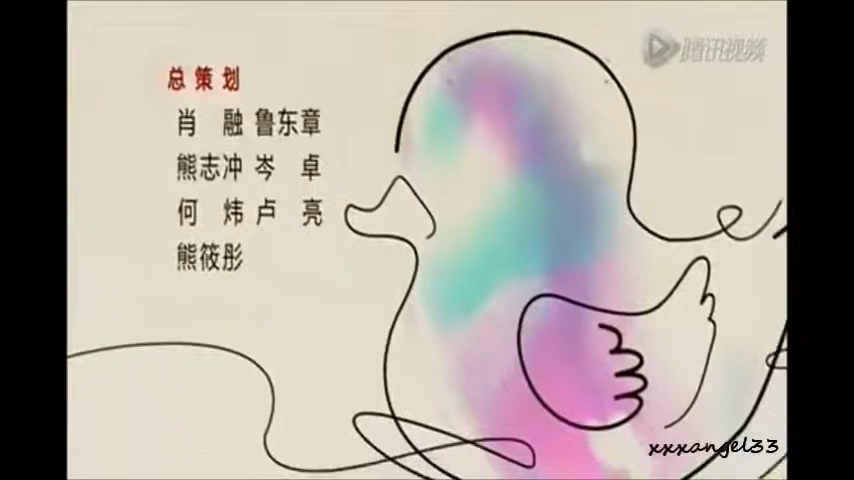 腾讯视频
总策划
肖 融 鲁东章
熊志冲 岑 卓
何 炜 卢 亮
熊筱彤
xxxangel33